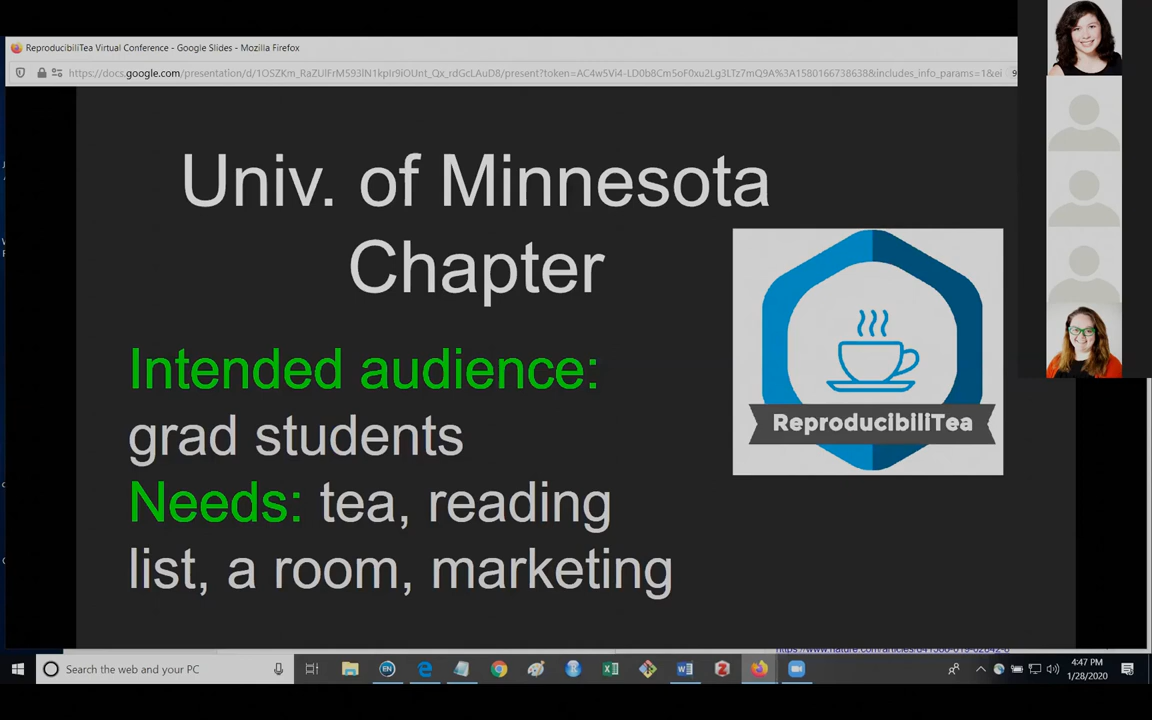 ReproducibiliTea Virtual Conference - Google Slides - Mozilla Firefox
Univ. of Minnesota
Chapter
Intended audience:
grad students
Needs: tea, reading
list, a room, marketing
ReproducibiliTea
Search the web and your PC
4:47 PM
1/28/2020